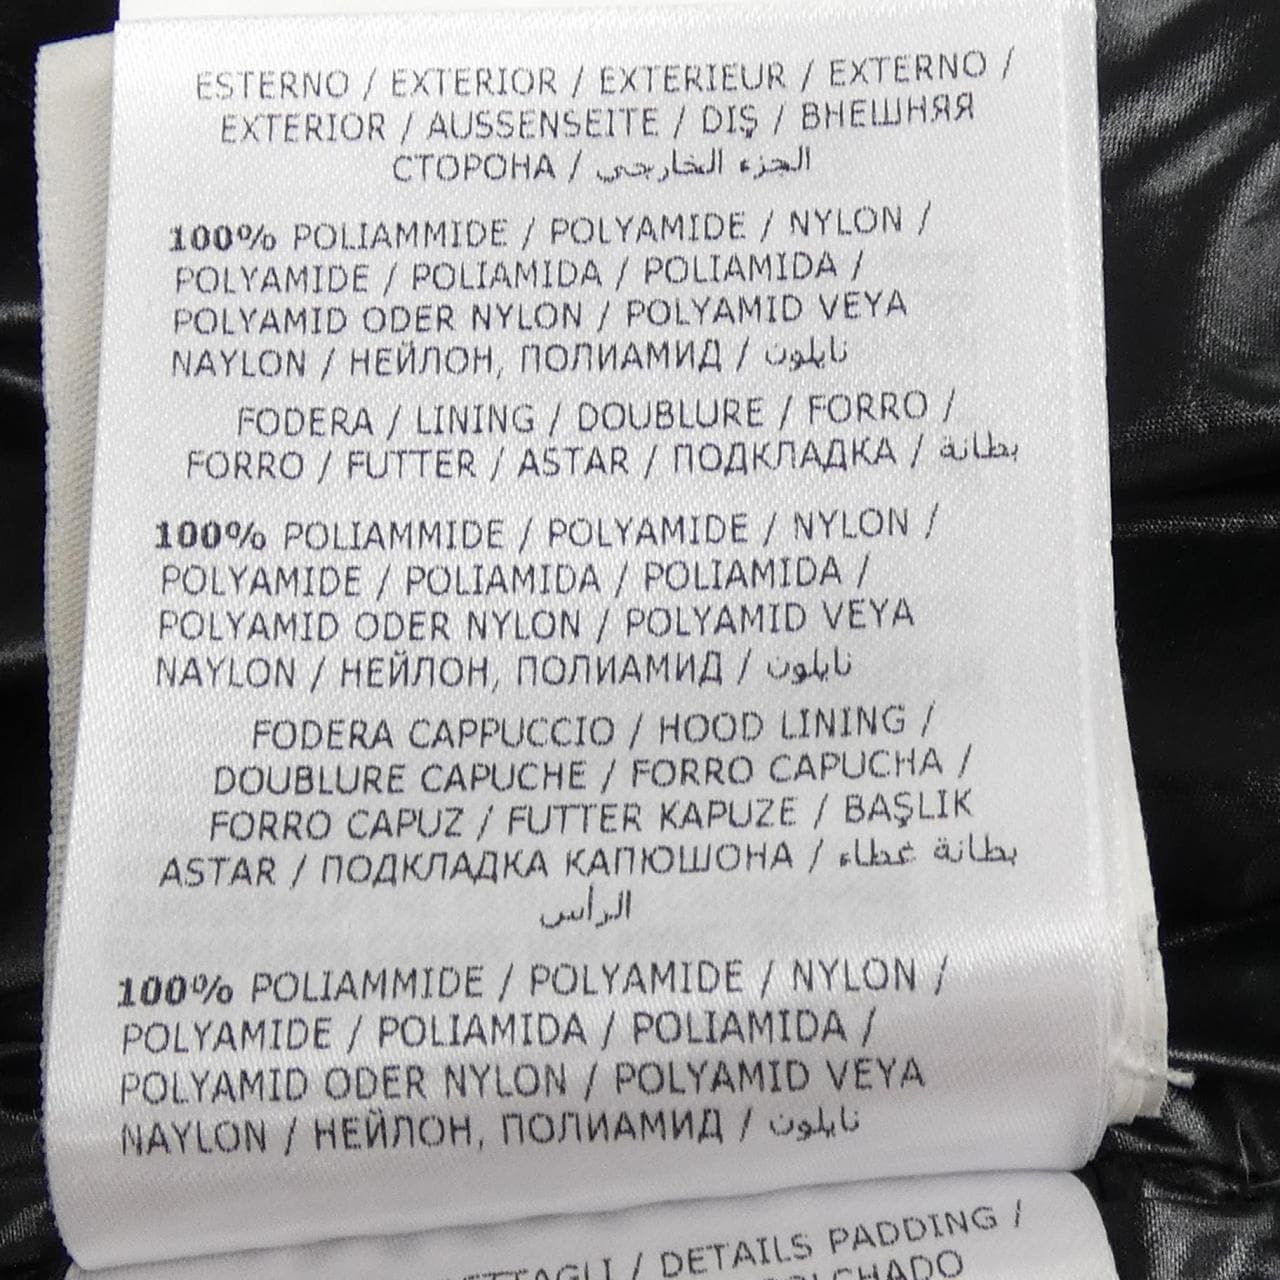 ESTERNO / EXTERIOR / EXTERIEUR / EXTERNO /
EXTERIOR / AUSSENSEITE / DIŞ / ВНЕШНЯЯ
СТОРОНА / الجزء الخارجي
100% POLIAMMIDE / POLYAMIDE / NYLON /
POLYAMIDE / POLIAMIDA / POLIAMIDA /
POLYAMID ODER NYLON / POLYAMID VEYA
NAYLON / НЕЙЛОН, ПОЛИАМИД / نايلون
FODERA / LINING / DOUBLURE / FORRO /
FORRO / FUTTER / ASTAR / ПОДКЛАДКА / بطانة
100% POLIAMMIDE / POLYAMIDE / NYLON /
POLYAMIDE / POLIAMIDA / POLIAMIDA /
POLYAMID ODER NYLON / POLYAMID VEYA
NAYLON / НЕЙЛОН, ПОЛИАМИД / نايلون
FODERA CAPPUCCIO / HOOD LINING /
DOUBLURE CAPUCHE / FORRO CAPUCHA /
FORRO CAPUZ / FUTTER KAPUZE / BAŞLIK
ASTAR / ПОДКЛАДКА КАПЮШОНА / بطانة غطاء
الرأس
100% POLIAMMIDE / POLYAMIDE / NYLON /
POLYAMIDE / POLIAMIDA / POLIAMIDA /
POLYAMID ODER NYLON / POLYAMID VEYA
NAYLON / НЕЙЛОН, ПОЛИАМИД / نايلون
/ DETAILS PADDING /